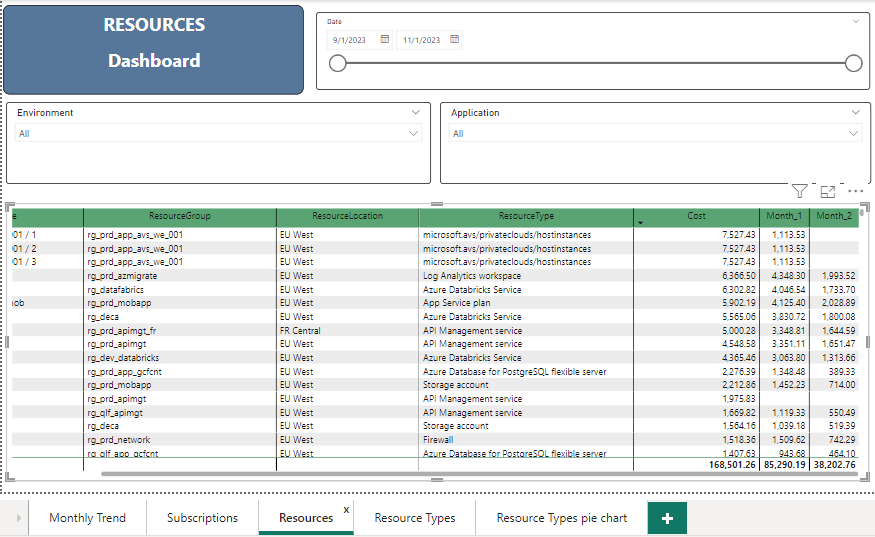 RESOURCES
Dashboard
Date
9/1/2023 11/1/2023
Environment
All
Application
All
e ResourceGroup ResourceLocation ResourceType Cost Month_1 Month_2
01 / 1 rg_prd_app_avs_we_001 EU West microsoft.avs/privateclouds/hostinstances 7,527.43 1,113.53
01 / 2 rg_prd_app_avs_we_001 EU West microsoft.avs/privateclouds/hostinstances 7,527.43 1,113.53
01 / 3 rg_prd_app_avs_we_001 EU West microsoft.avs/privateclouds/hostinstances 7,527.43 1,113.53
rg_prd_azmigrate EU West Log Analytics workspace 6,366.50 4,348.30 1,993.52
rg_datafabrics EU West Azure Databricks Service 6,302.82 4,046.54 1,733.70
job rg_prd_mobapp EU West App Service plan 5,902.19 4,125.40 2,028.89
rg_deca EU West Azure Databricks Service 5,565.06 3,830.72 1,800.08
rg_prd_apimgt_fr FR Central API Management service 5,000.28 3,348.81 1,644.59
rg_prd_apimgt EU West API Management service 4,548.58 3,351.11 1,651.47
rg_dev_databricks EU West Azure Databricks Service 4,365.46 3,063.80 1,313.66
rg_prd_app_gcfcnt EU West Azure Database for PostgreSQL flexible server 2,276.39 1,348.48 389.33
rg_prd_mobapp EU West Storage account 2,212.86 1,452.23 714.00
rg_prd_apimgt EU West API Management service 1,975.83
rg_qlf_apimgt EU West API Management service 1,669.82 1,119.33 550.49
rg_deca EU West Storage account 1,564.16 1,039.18 519.39
rg_prd_network EU West Firewall 1,518.36 1,509.62 742.29
rg_qlf_app_gcfcnt EU West Azure Database for PostgreSQL flexible server 1,407.63 943.68 464.10
168,501.26 85,290.19 38,202.76
Monthly Trend Subscriptions Resources x Resource Types Resource Types pie chart +